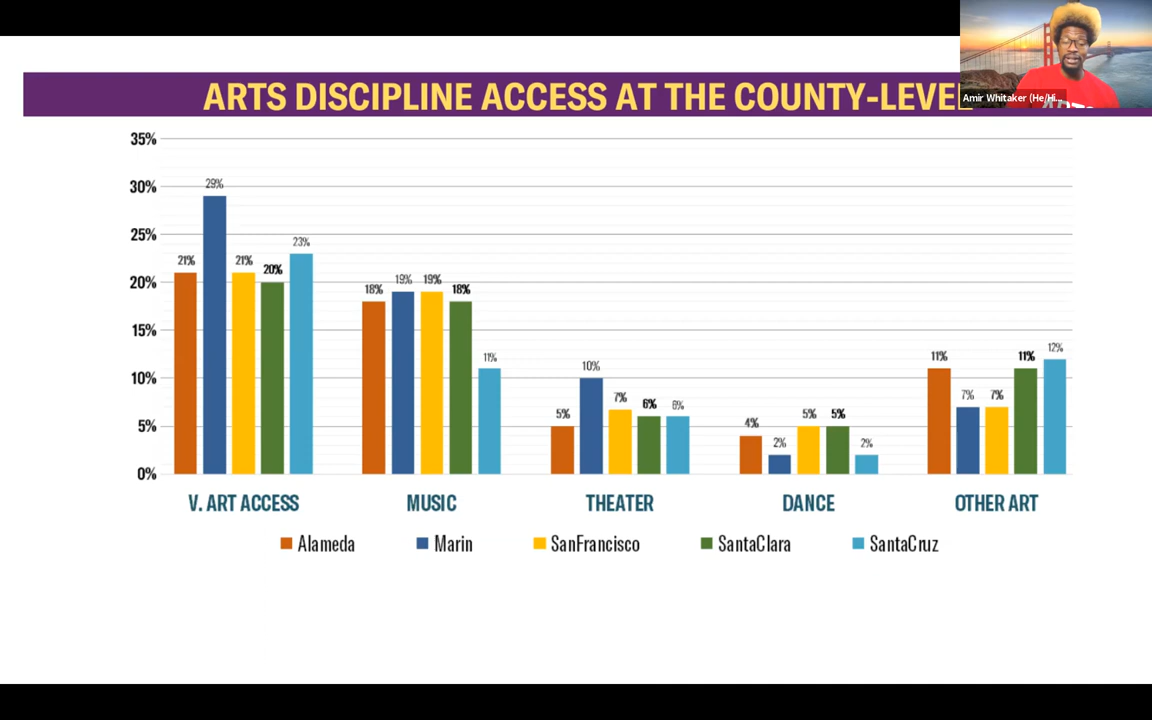 ARTS DISCIPLINE ACCESS AT THE COUNTY-LEVEL
Amir Whitaker (He/Hi...
35%
30%
25%
20%
15%
10%
5%
0%
21%
29%
21%
20%
23%
18%
19%
19%
18%
11%
5%
10%
7%
6%
6%
4%
2%
5%
5%
2%
11%
7%
7%
11%
12%
V. ART ACCESS
MUSIC
THEATER
DANCE
OTHER ART
Alameda
Marin
SanFrancisco
SantaClara
SantaCruz